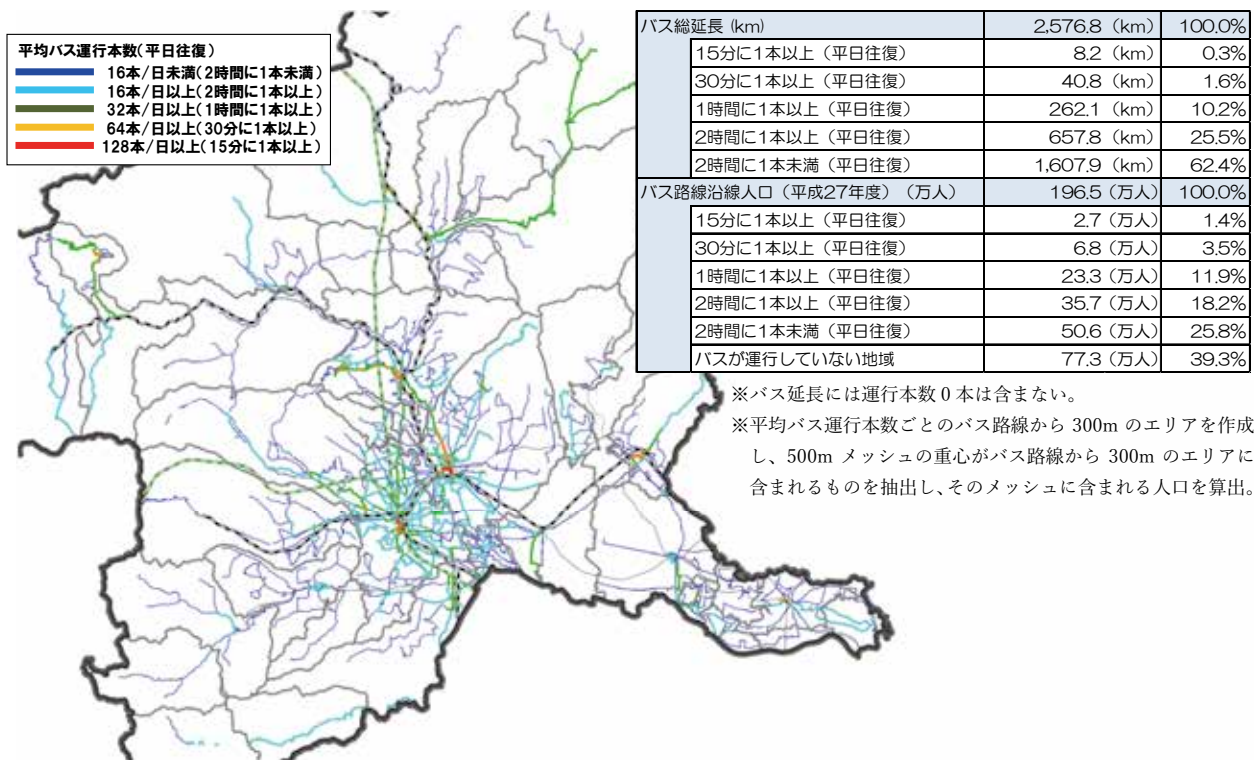 平均バス運行本数(平日往復)
16本/日未満(2時間に1本未満)
16本/日以上(2時間に1本以上)
32本/日以上(1時間に1本以上)
64本/日以上(30分に1本以上)
128本/日以上(15分に1本以上)
バス総延長 (km) 2,576.8 (km) 100.0%
15分に1本以上（平日往復） 8.2 (km) 0.3%
30分に1本以上（平日往復） 40.8 (km) 1.6%
1時間に1本以上（平日往復） 262.1 (km) 10.2%
2時間に1本以上（平日往復） 657.8 (km) 25.5%
2時間に1本未満（平日往復） 1,607.9 (km) 62.4%
バス路線沿線人口（平成27年度）（万人） 196.5 (万人) 100.0%
15分に1本以上（平日往復） 2.7 (万人) 1.4%
30分に1本以上（平日往復） 6.8 (万人) 3.5%
1時間に1本以上（平日往復） 23.3 (万人) 11.9%
2時間に1本以上（平日往復） 35.7 (万人) 18.2%
2時間に1本未満（平日往復） 50.6 (万人) 25.8%
バスが運行していない地域 77.3 (万人) 39.3%
※バス延長には運行本数 0 本は含まない。
※平均バス運行本数ごとのバス路線から 300m のエリアを作成
し、500m メッシュの重心がバス路線から 300m のエリアに
含まれるものを抽出し、そのメッシュに含まれる人口を算出。